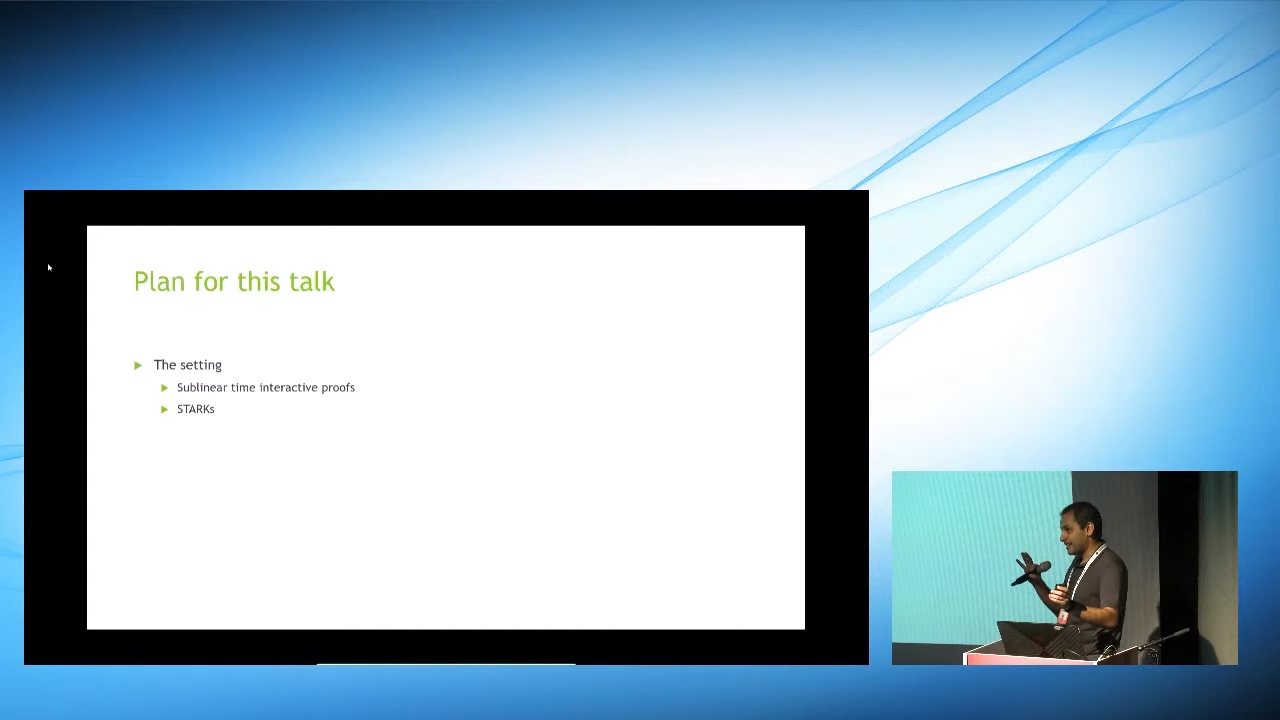 Plan for this talk
The setting
Sublinear time interactive proofs
STARKs